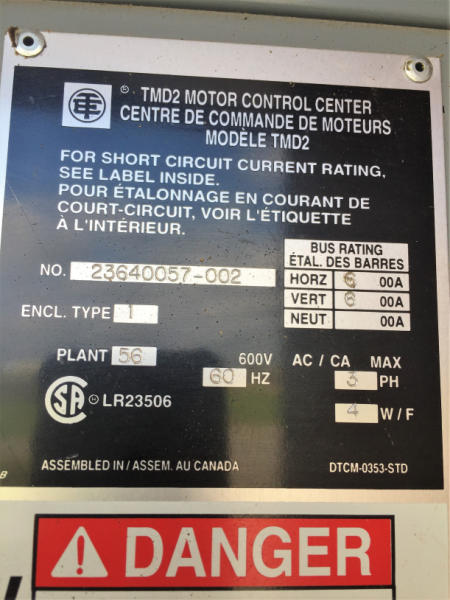 TMD2 MOTOR CONTROL CENTER
CENTRE DE COMMANDE DE MOTEURS
MODÈLE TMD2
FOR SHORT CIRCUIT CURRENT RATING,
SEE LABEL INSIDE.
POUR ÉTALONNAGE EN COURANT DE
COURT-CIRCUIT, VOIR L'ÉTIQUETTE
À L'INTÉRIEUR.
BUS RATING
ÉTAL. DES BARRES
NO. 23640057-002
HORZ 6 00A
VERT 6 00A
NEUT 00A
ENCL. TYPE 1
PLANT 56 600V AC / CA MAX
60 HZ 3 PH
4 W/F
CSA ® LR23506
ASSEMBLED IN / ASSEM. AU CANADA DTCM-0353-STD
B
DANGER